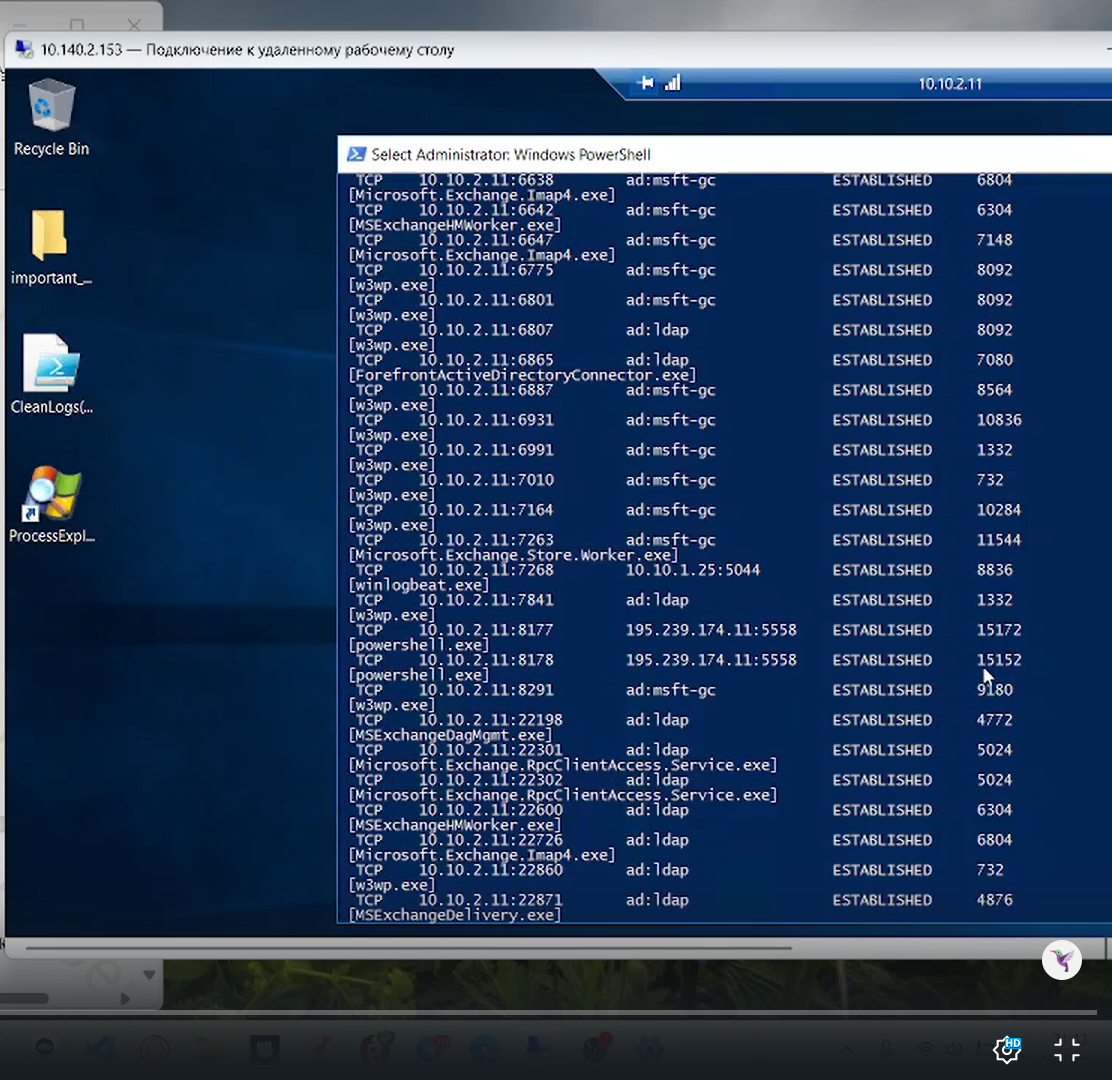 10.140.2.153 — Подключение к удаленному рабочему столу
10.10.2.11
Recycle Bin
important_...
CleanLogs(...
ProcessExpl...
Select Administrator: Windows PowerShell
TCP 10.10.2.11:6638 ad:msft-gc ESTABLISHED 6804
[Microsoft.Exchange.Imap4.exe]
TCP 10.10.2.11:6642 ad:msft-gc ESTABLISHED 6304
[MSExchangeHMWorker.exe]
TCP 10.10.2.11:6647 ad:msft-gc ESTABLISHED 7148
[Microsoft.Exchange.Imap4.exe]
TCP 10.10.2.11:6775 ad:msft-gc ESTABLISHED 8092
[w3wp.exe]
TCP 10.10.2.11:6801 ad:msft-gc ESTABLISHED 8092
[w3wp.exe]
TCP 10.10.2.11:6807 ad:ldap ESTABLISHED 8092
[w3wp.exe]
TCP 10.10.2.11:6865 ad:ldap ESTABLISHED 7080
[ForefrontActiveDirectoryConnector.exe]
TCP 10.10.2.11:6887 ad:msft-gc ESTABLISHED 8564
[w3wp.exe]
TCP 10.10.2.11:6931 ad:msft-gc ESTABLISHED 10836
[w3wp.exe]
TCP 10.10.2.11:6991 ad:msft-gc ESTABLISHED 1332
[w3wp.exe]
TCP 10.10.2.11:7010 ad:msft-gc ESTABLISHED 732
[w3wp.exe]
TCP 10.10.2.11:7164 ad:msft-gc ESTABLISHED 10284
[w3wp.exe]
TCP 10.10.2.11:7263 ad:msft-gc ESTABLISHED 11544
[Microsoft.Exchange.Store.Worker.exe]
TCP 10.10.2.11:7268 10.10.1.25:5044 ESTABLISHED 8836
[winlogbeat.exe]
TCP 10.10.2.11:7841 ad:ldap ESTABLISHED 1332
[w3wp.exe]
TCP 10.10.2.11:8177 195.239.174.11:5558 ESTABLISHED 15172
[powershell.exe]
TCP 10.10.2.11:8178 195.239.174.11:5558 ESTABLISHED 15152
[powershell.exe]
TCP 10.10.2.11:8291 ad:msft-gc ESTABLISHED 9180
[w3wp.exe]
TCP 10.10.2.11:22198 ad:ldap ESTABLISHED 4772
[MSExchangeDagMgmt.exe]
TCP 10.10.2.11:22301 ad:ldap ESTABLISHED 5024
[Microsoft.Exchange.RpcClientAccess.Service.exe]
TCP 10.10.2.11:22302 ad:ldap ESTABLISHED 5024
[Microsoft.Exchange.RpcClientAccess.Service.exe]
TCP 10.10.2.11:22600 ad:ldap ESTABLISHED 6304
[MSExchangeHMWorker.exe]
TCP 10.10.2.11:22726 ad:ldap ESTABLISHED 6804
[Microsoft.Exchange.Imap4.exe]
TCP 10.10.2.11:22860 ad:ldap ESTABLISHED 732
[w3wp.exe]
TCP 10.10.2.11:22871 ad:ldap ESTABLISHED 4876
[MSExchangeDelivery.exe]
HD